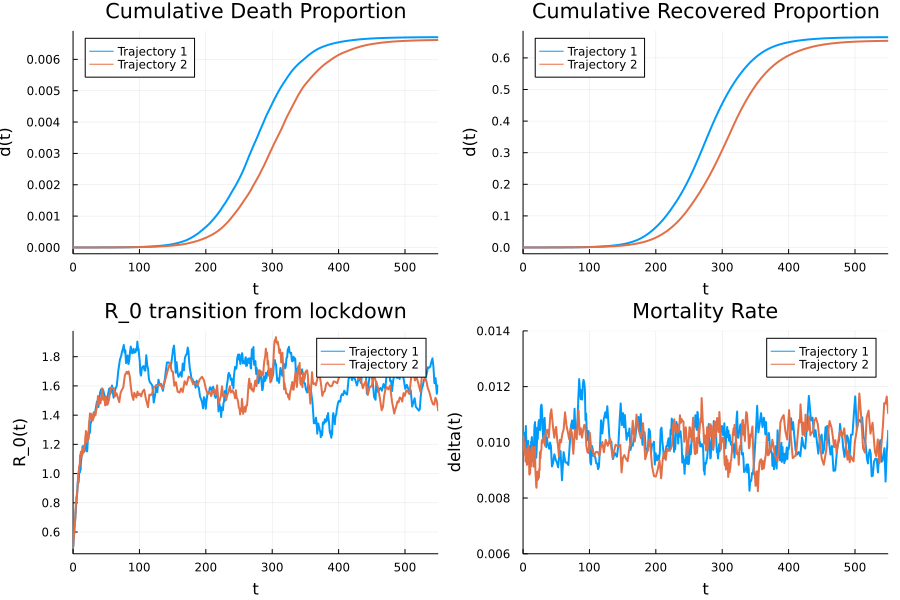 Cumulative Death Proportion
d(t)
0.006
0.005
0.004
0.003
0.002
0.001
0.000
Trajectory 1
Trajectory 2
0 100 200 300 400 500
t
Cumulative Recovered Proportion
d(t)
0.6
0.5
0.4
0.3
0.2
0.1
0.0
Trajectory 1
Trajectory 2
0 100 200 300 400 500
t
R_0 transition from lockdown
R_0(t)
1.8
1.6
1.4
1.2
1.0
0.8
0.6
Trajectory 1
Trajectory 2
0 100 200 300 400 500
t
Mortality Rate
delta(t)
0.014
0.012
0.010
0.008
0.006
Trajectory 1
Trajectory 2
0 100 200 300 400 500
t